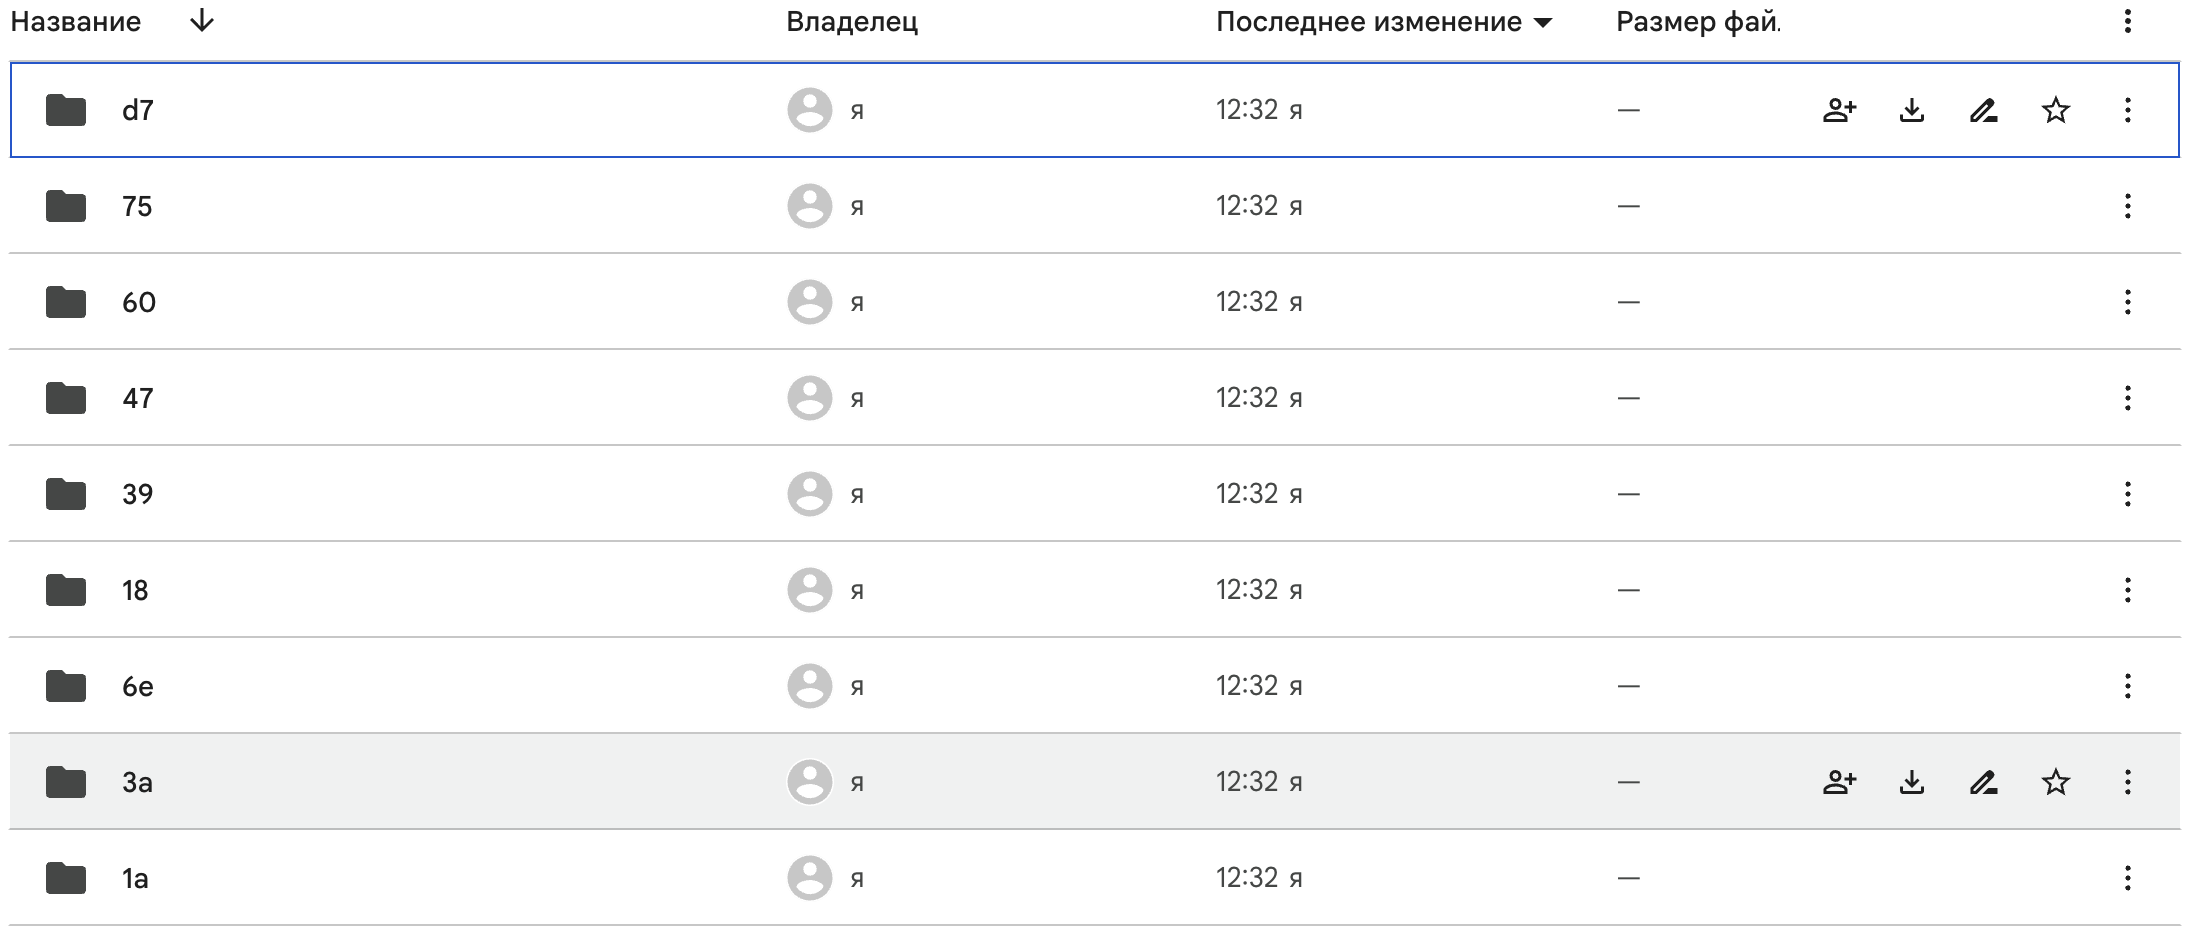 Название Владелец Последнее изменение Размер фай.
d7 я 12:32 я —
75 я 12:32 я —
60 я 12:32 я —
47 я 12:32 я —
39 я 12:32 я —
18 я 12:32 я —
6e я 12:32 я —
3a я 12:32 я —
1a я 12:32 я —